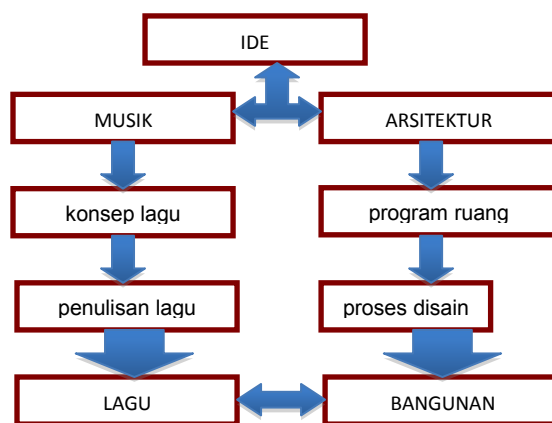 IDE
MUSIK
ARSITEKTUR
konsep lagu
program ruang
penulisan lagu
proses disain
LAGU
BANGUNAN